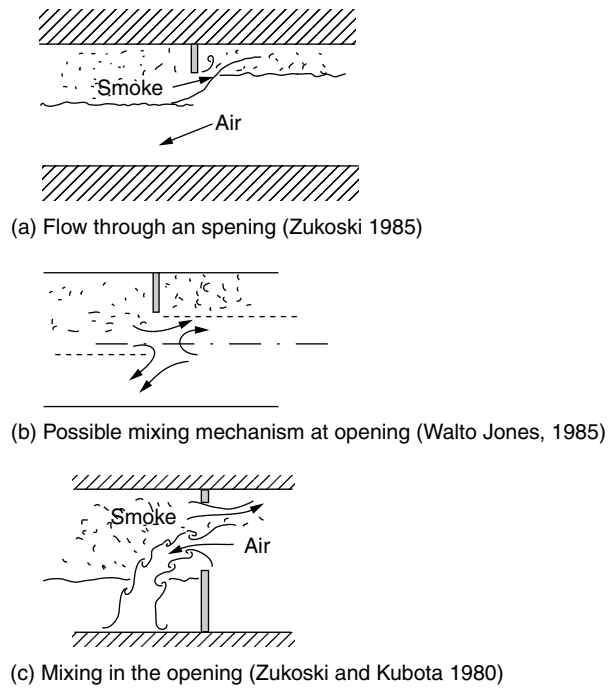 Smoke
Air
(a) Flow through an spening (Zukoski 1985)
(b) Possible mixing mechanism at opening (Walto Jones, 1985)
Smoke
Air
(c) Mixing in the opening (Zukoski and Kubota 1980)